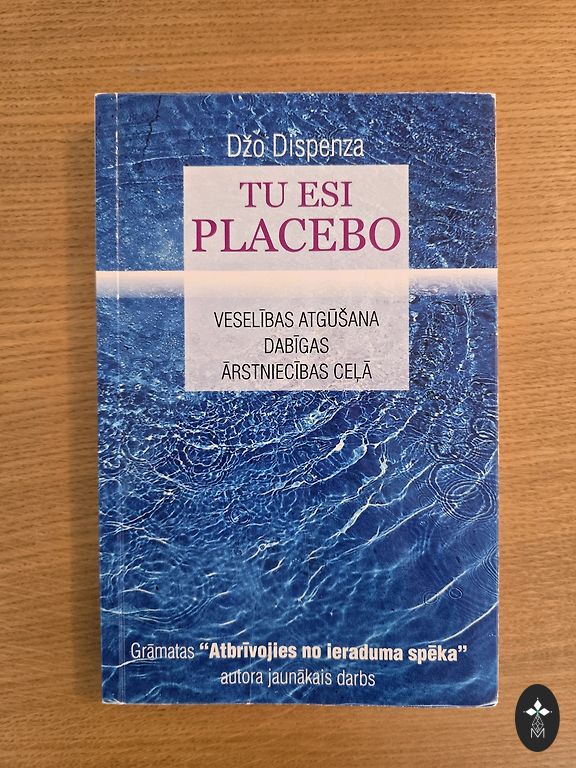 Džo Dispenza
TU ESI
PLACEBO
VESELĪBAS ATGŪŠANA
DABĪGAS
ĀRSTNIECĪBAS CEĻĀ
Grāmatas “Atbrīvojies no ieraduma spēka”
autora jaunākais darbs
M